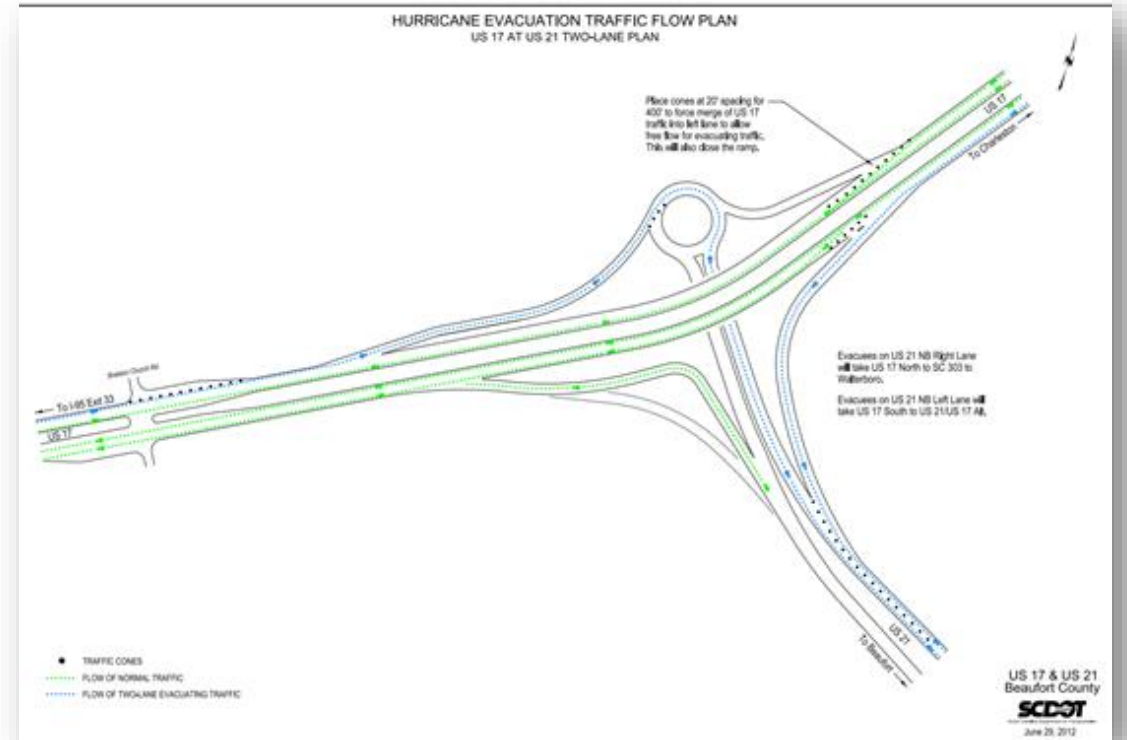 HURRICANE EVACUATION TRAFFIC FLOW PLAN
US 17 AT US 21 TWO-LANE PLAN
Place cones at 20' spacing for
400' to force merge of US 17
traffic into left lane to allow
free flow for evacuating traffic.
This will also close the ramp.
US 17
To Charleston
Evacuees on US 21 NB Right Lane
will take US 17 North to SC 303 to
Walterboro.
Evacuees on US 21 NB Left Lane will
take US 17 South to US 21/US 17 Alt.
Church Rd
To I-95 Exit 33
US 17
US 21
To Beaufort
TRAFFIC CONES
FLOW OF NORMAL TRAFFIC
FLOW OF TWO-LANE EVACUATING TRAFFIC
US 17 & US 21
Beaufort County
SCDOT
June 29, 2012